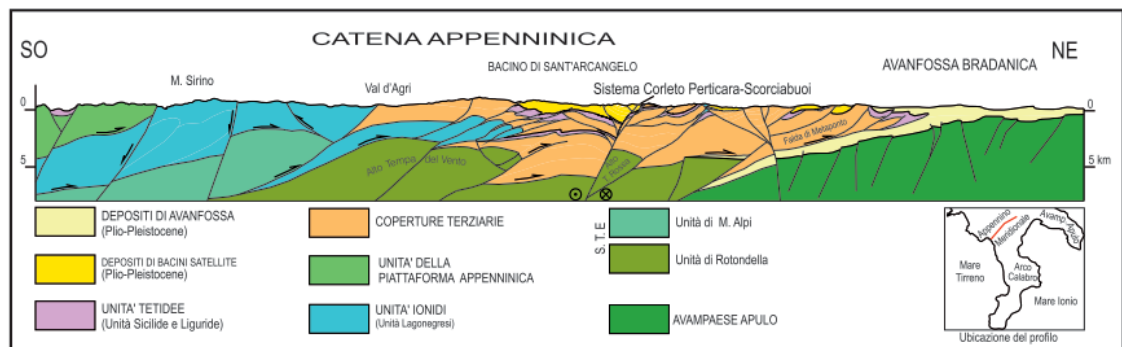 SO
CATENA APPENNINICA
NE
BACINO DI SANT'ARCANGELO
AVANFOSSA BRADANICA
M. Sirino
Val d'Agri
Sistema Corleto Perticara-Scorciabuoi
0
0
Falda di Metaponto
Alto Tempa del Vento
Alto
T. Rossa
5
5 km
DEPOSITI DI AVANFOSSA
(Plio-Pleistocene)
COPERTURE TERZIARIE
S. T. E
Unità di M. Alpi
DEPOSITI DI BACINI SATELLITE
(Plio-Pleistocene)
UNITA' DELLA
PIATTAFORMA APPENNINICA
Unità di Rotondella
UNITA' TETIDEE
(Unità Sicilide e Liguride)
UNITA' IONIDI
(Unità Lagonegresi)
AVAMPAESE APULO
Appennino
Meridionale
Avamp. Apulo
Mare
Tirreno
Arco
Calabro
Mare Ionio
Ubicazione del profilo